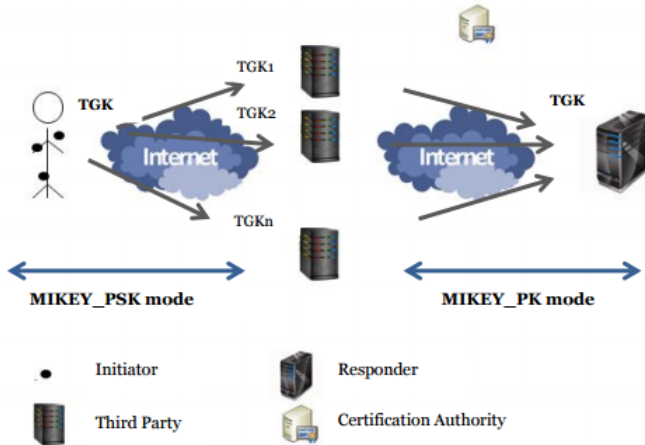 TGK1
TGK
TGK
TGK2
Internet
Internet
TGKn
MIKEY_PSK mode
MIKEY_PK mode
Initiator
Responder
Third Party
Certification Authority